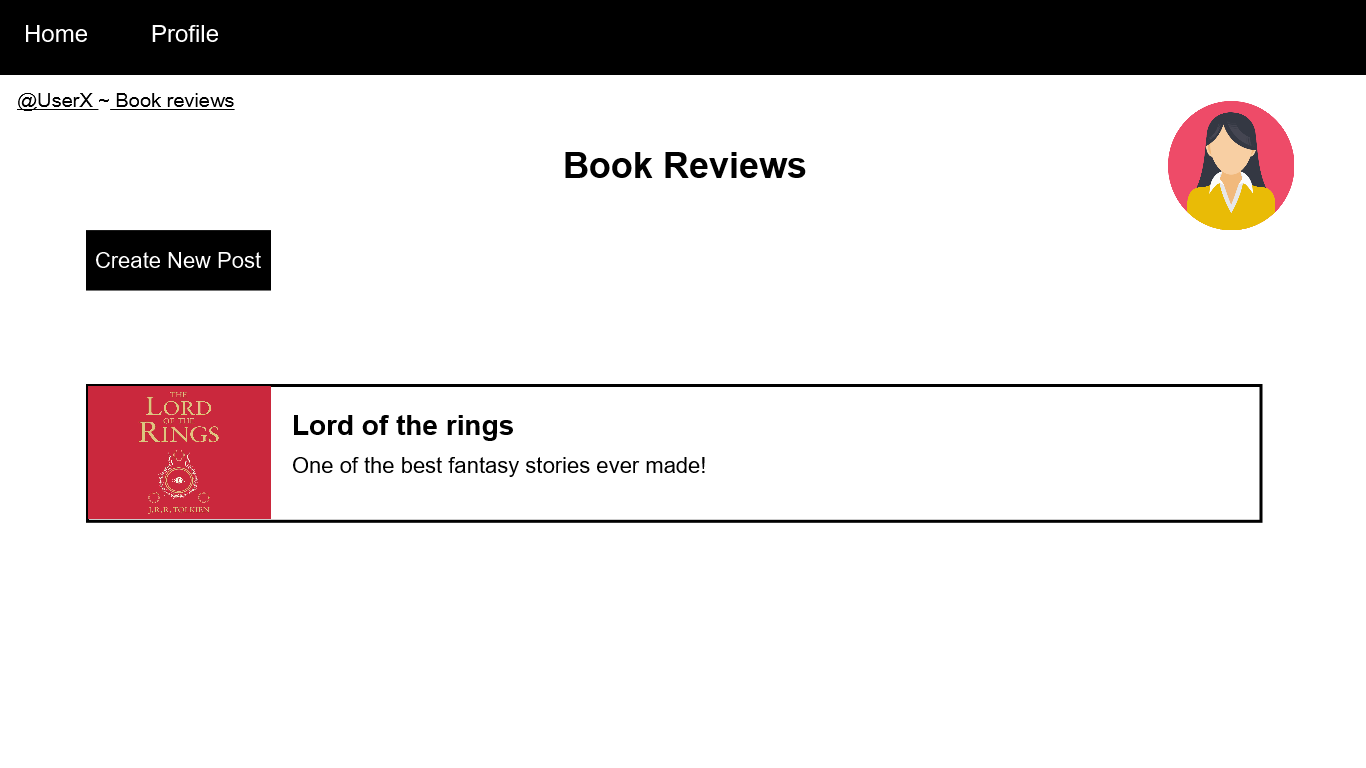 Home Profile
@UserX ~ Book reviews
Book Reviews
Create New Post
THE
LORD
OF THE
RINGS
J.R.R. TOLKIEN
Lord of the rings
One of the best fantasy stories ever made!